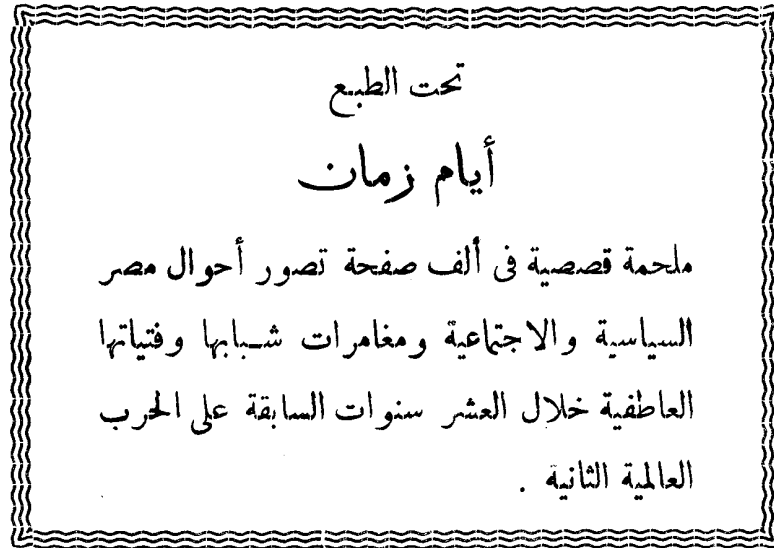 تحت الطبع
أيام زمان
ملحمة قصصية فى ألف صفحة تصور أحوال مصر
السياسية والاجتماعية ومغامرات شبابها وفتياتها
العاطفية خلال العشر سنوات السابقة على الحرب
العالمية الثانية .